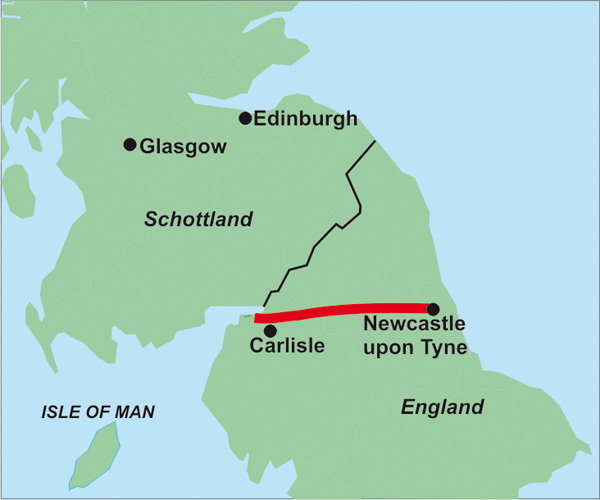 Edinburgh
Glasgow
Schottland
Newcastle
upon Tyne
Carlisle
ISLE OF MAN
England